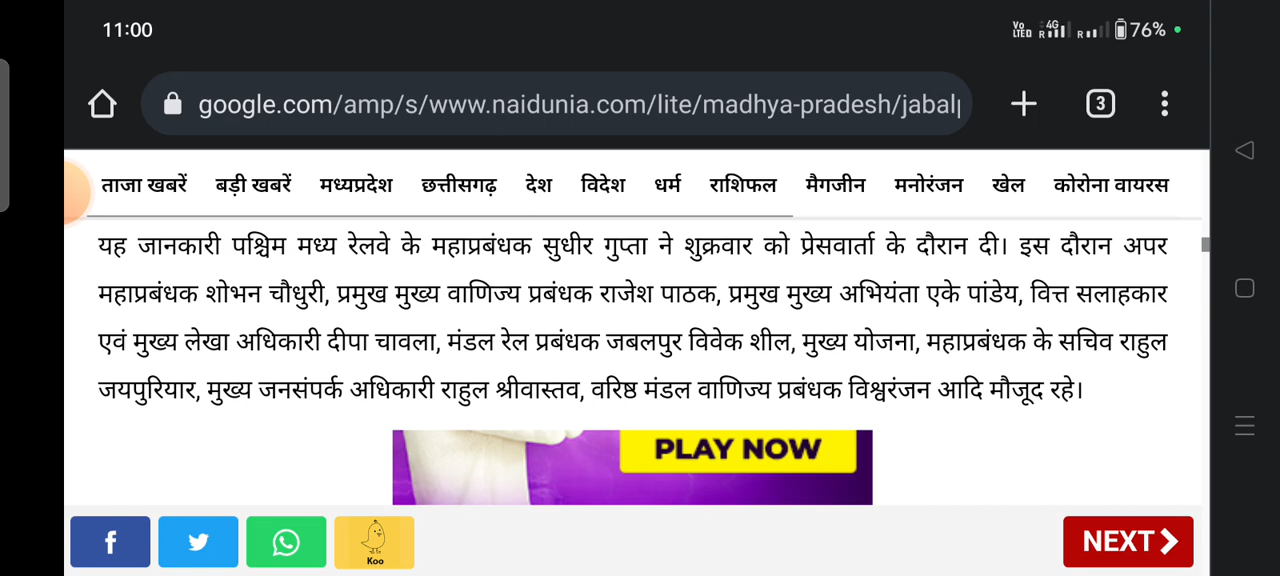 11:00
Vo LTED 4G R R 76%
google.com/amp/s/www.naidunia.com/lite/madhya-pradesh/jabalp 3
ताजा खबरें बड़ी खबरें मध्यप्रदेश छत्तीसगढ़ देश विदेश धर्म राशिफल मैगजीन मनोरंजन खेल कोरोना वायरस
यह जानकारी पश्चिम मध्य रेलवे के महाप्रबंधक सुधीर गुप्ता ने शुक्रवार को प्रेसवार्ता के दौरान दी। इस दौरान अपर
महाप्रबंधक शोभन चौधुरी, प्रमुख मुख्य वाणिज्य प्रबंधक राजेश पाठक, प्रमुख मुख्य अभियंता एके पांडेय, वित्त सलाहकार
एवं मुख्य लेखा अधिकारी दीपा चावला, मंडल रेल प्रबंधक जबलपुर विवेक शील, मुख्य योजना, महाप्रबंधक के सचिव राहुल
जयपुरियार, मुख्य जनसंपर्क अधिकारी राहुल श्रीवास्तव, वरिष्ठ मंडल वाणिज्य प्रबंधक विश्वरंजन आदि मौजूद रहे।
PLAY NOW
f Koo NEXT